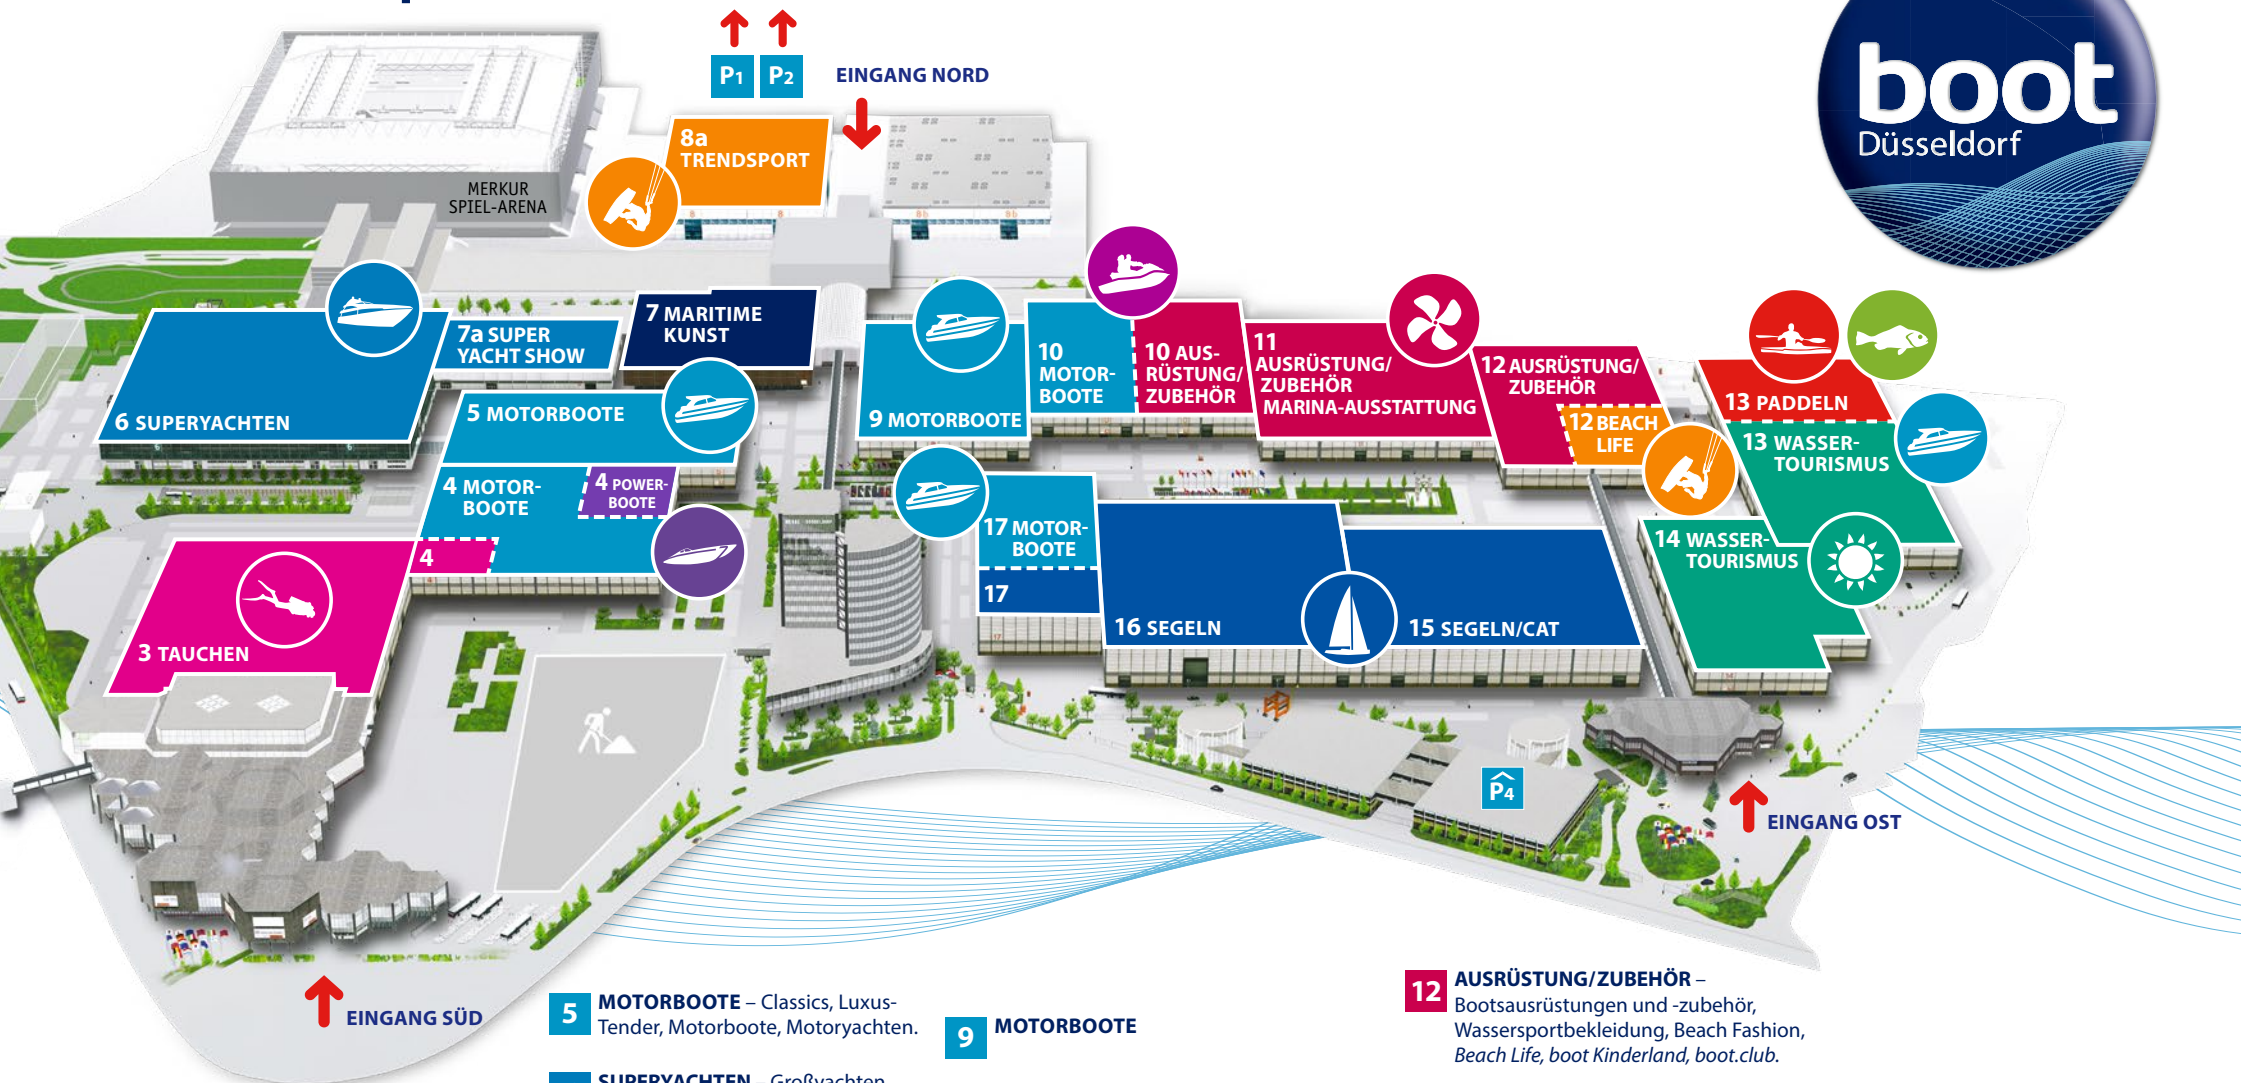 P1 P2
EINGANG NORD
boot
Düsseldorf
8a
TRENDSPORT
MERKUR
SPIEL-ARENA
8b
8b
7 MARITIME
KUNST
7a SUPER
YACHT SHOW
6 SUPERYACHTEN
5 MOTORBOOTE
4 MOTOR-
BOOTE
4 POWER-
BOOTE
4
3 TAUCHEN
9 MOTORBOOTE
10
MOTOR-
BOOTE
10 AUS-
RÜSTUNG/
ZUBEHÖR
11
AUSRÜSTUNG/
ZUBEHÖR
MARINA-AUSSTATTUNG
12 AUSRÜSTUNG/
ZUBEHÖR
12 BEACH
LIFE
13 PADDELN
13 WASSER-
TOURISMUS
14 WASSER-
TOURISMUS
17 MOTOR-
BOOTE
17
17
16 SEGELN
15 SEGELN/CAT
P4
EINGANG OST
EINGANG SÜD
5 MOTORBOOTE – Classics, Luxus-
Tender, Motorboote, Motoryachten.
SUPERYACHTEN – Großyachten
9 MOTORBOOTE
12 AUSRÜSTUNG/ZUBEHÖR –
Bootsausrüstungen und -zubehör,
Wassersportbekleidung, Beach Fashion,
Beach Life, boot Kinderland, boot.club.